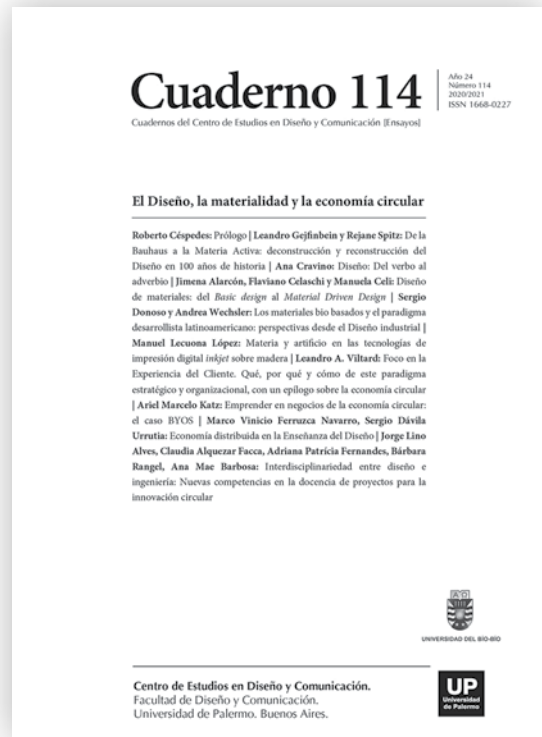 Cuaderno 114
Año 24
Número 114
2020/2021
ISSN 1668-0227
Cuadernos del Centro de Estudios en Diseño y Comunicación [Ensayos]
El Diseño, la materialidad y la economía circular
Roberto Céspedes: Prólogo | Leandro Gejfinbein y Rejane Spitz: De la
Bauhaus a la Materia Activa: deconstrucción y reconstrucción del
Diseño en 100 años de historia | Ana Cravino: Diseño: Del verbo al
adverbio | Jimena Alarcón, Flaviano Celaschi y Manuela Celi: Diseño
de materiales: del Basic design al Material Driven Design | Sergio
Donoso y Andrea Wechsler: Los materiales bio basados y el paradigma
desarrollista latinoamericano: perspectivas desde el Diseño industrial |
Manuel Lecuona López: Materia y artificio en las tecnologías de
impresión digital inkjet sobre madera | Leandro A. Viltard: Foco en la
Experiencia del Cliente. Qué, por qué y cómo de este paradigma
estratégico y organizacional, con un epílogo sobre la economía circular
| Ariel Marcelo Katz: Emprender en negocios de la economía circular:
el caso BYOS | Marco Vinicio Ferruzca Navarro, Sergio Dávila
Urrutia: Economía distribuida en la Enseñanza del Diseño | Jorge Lino
Alves, Claudia Alquezar Facca, Adriana Patrícia Fernandes, Bárbara
Rangel, Ana Mae Barbosa: Interdisciplinariedad entre diseño e
ingeniería: Nuevas competencias en la docencia de proyectos para la
innovación circular
UNIVERSIDAD DEL BÍO-BÍO
Centro de Estudios en Diseño y Comunicación.
Facultad de Diseño y Comunicación.
Universidad de Palermo. Buenos Aires.
UP
Universidad
de Palermo